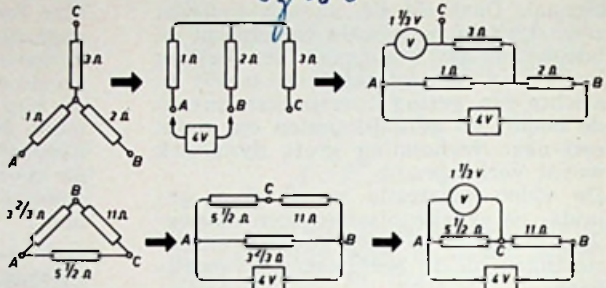 C
3 Ω
1 Ω 2 Ω
A B
1 Ω 2 Ω 3 Ω
A B C
4 V
1 1/3 V C
V 3 Ω
1 Ω 2 Ω
A B
4 V
B
3 2/3 Ω 11 Ω
A C
5 1/2 Ω
C
5 1/2 Ω 11 Ω
A B
3 2/3 Ω
4 V
1 1/3 V
V
5 1/2 Ω 11 Ω
A C B
4 V